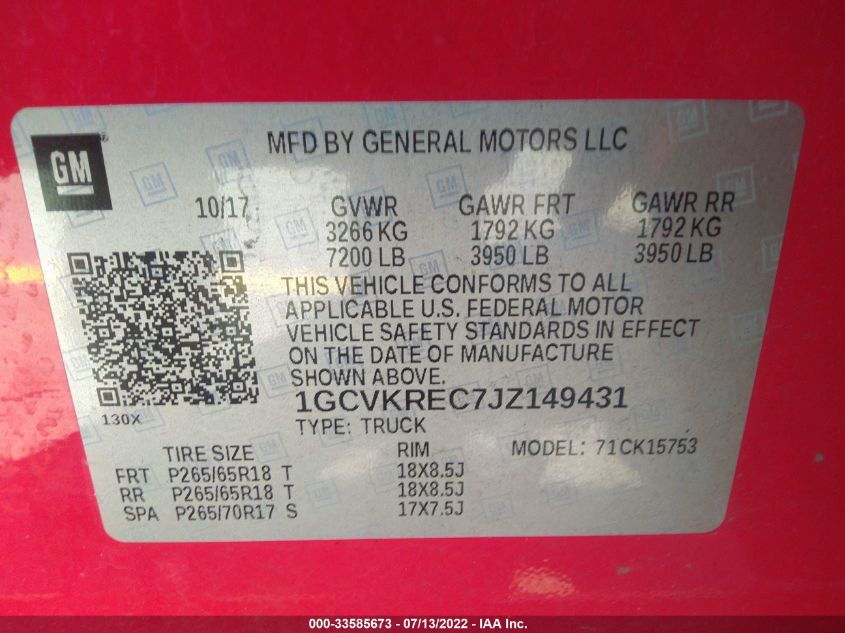 GM
MFD BY GENERAL MOTORS LLC
10/17 GVWR GAWR FRT GAWR RR
3266 KG 1792 KG 1792 KG
7200 LB 3950 LB 3950 LB
THIS VEHICLE CONFORMS TO ALL
APPLICABLE U.S. FEDERAL MOTOR
VEHICLE SAFETY STANDARDS IN EFFECT
ON THE DATE OF MANUFACTURE
SHOWN ABOVE.
130X
1GCVKREC7JZ149431
TYPE: TRUCK
TIRE SIZE RIM MODEL: 71CK15753
FRT P265/65R18 T 18X8.5J
RR P265/65R18 T 18X8.5J
SPA P265/70R17 S 17X7.5J
000-33585673 - 07/13/2022 - IAA Inc.